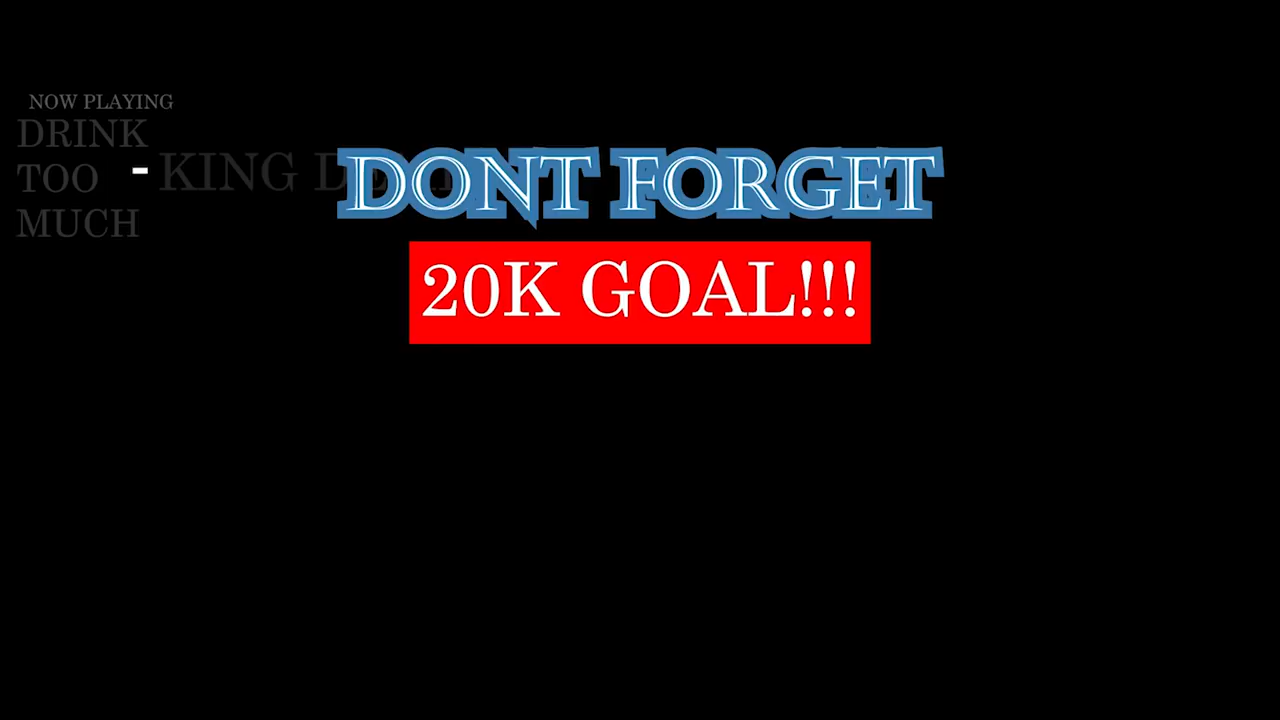 NOW PLAYING
DRINK
TOO
MUCH
- KING
DONT FORGET
20K GOAL!!!